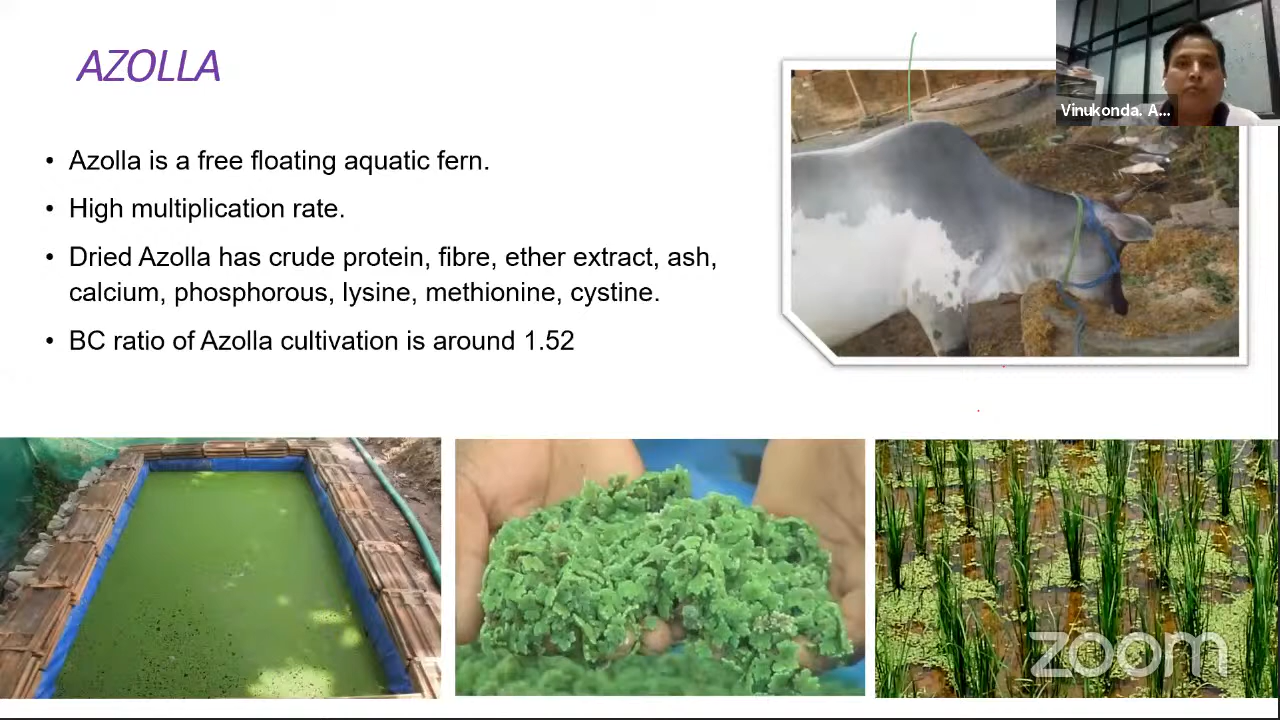 AZOLLA
Vinukonda. A...
• Azolla is a free floating aquatic fern.
• High multiplication rate.
• Dried Azolla has crude protein, fibre, ether extract, ash,
calcium, phosphorous, lysine, methionine, cystine.
• BC ratio of Azolla cultivation is around 1.52
zoom